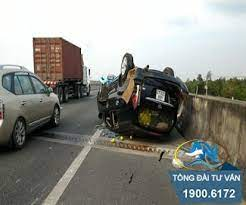 TỔNG ĐÀI TƯ VẤN
1900.6172